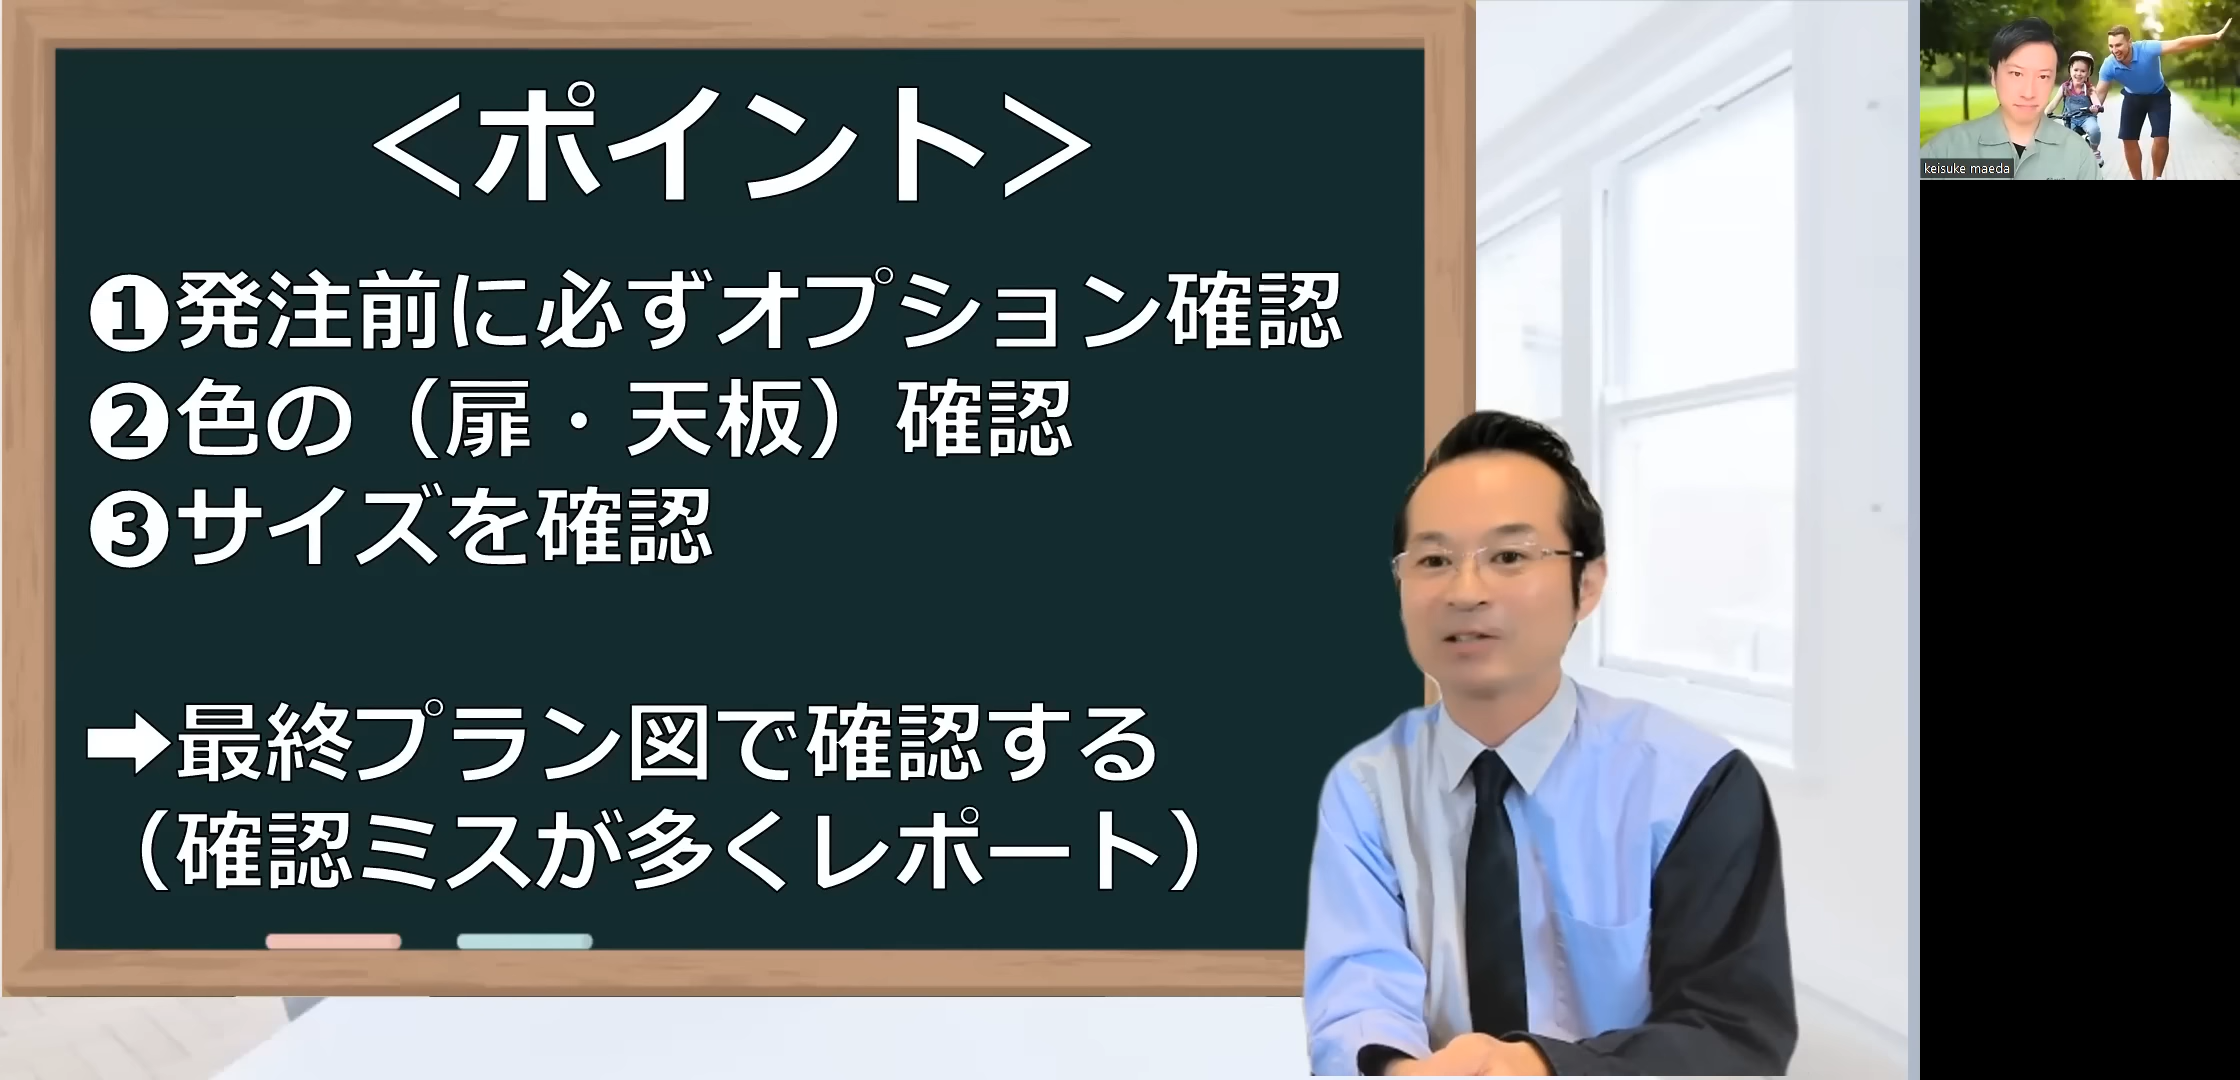 ＜ポイント＞
❶発注前に必ずオプション確認
❷色の（扉・天板）確認
❸サイズを確認
➡最終プラン図で確認する
（確認ミスが多くレポート）
keisuke maeda